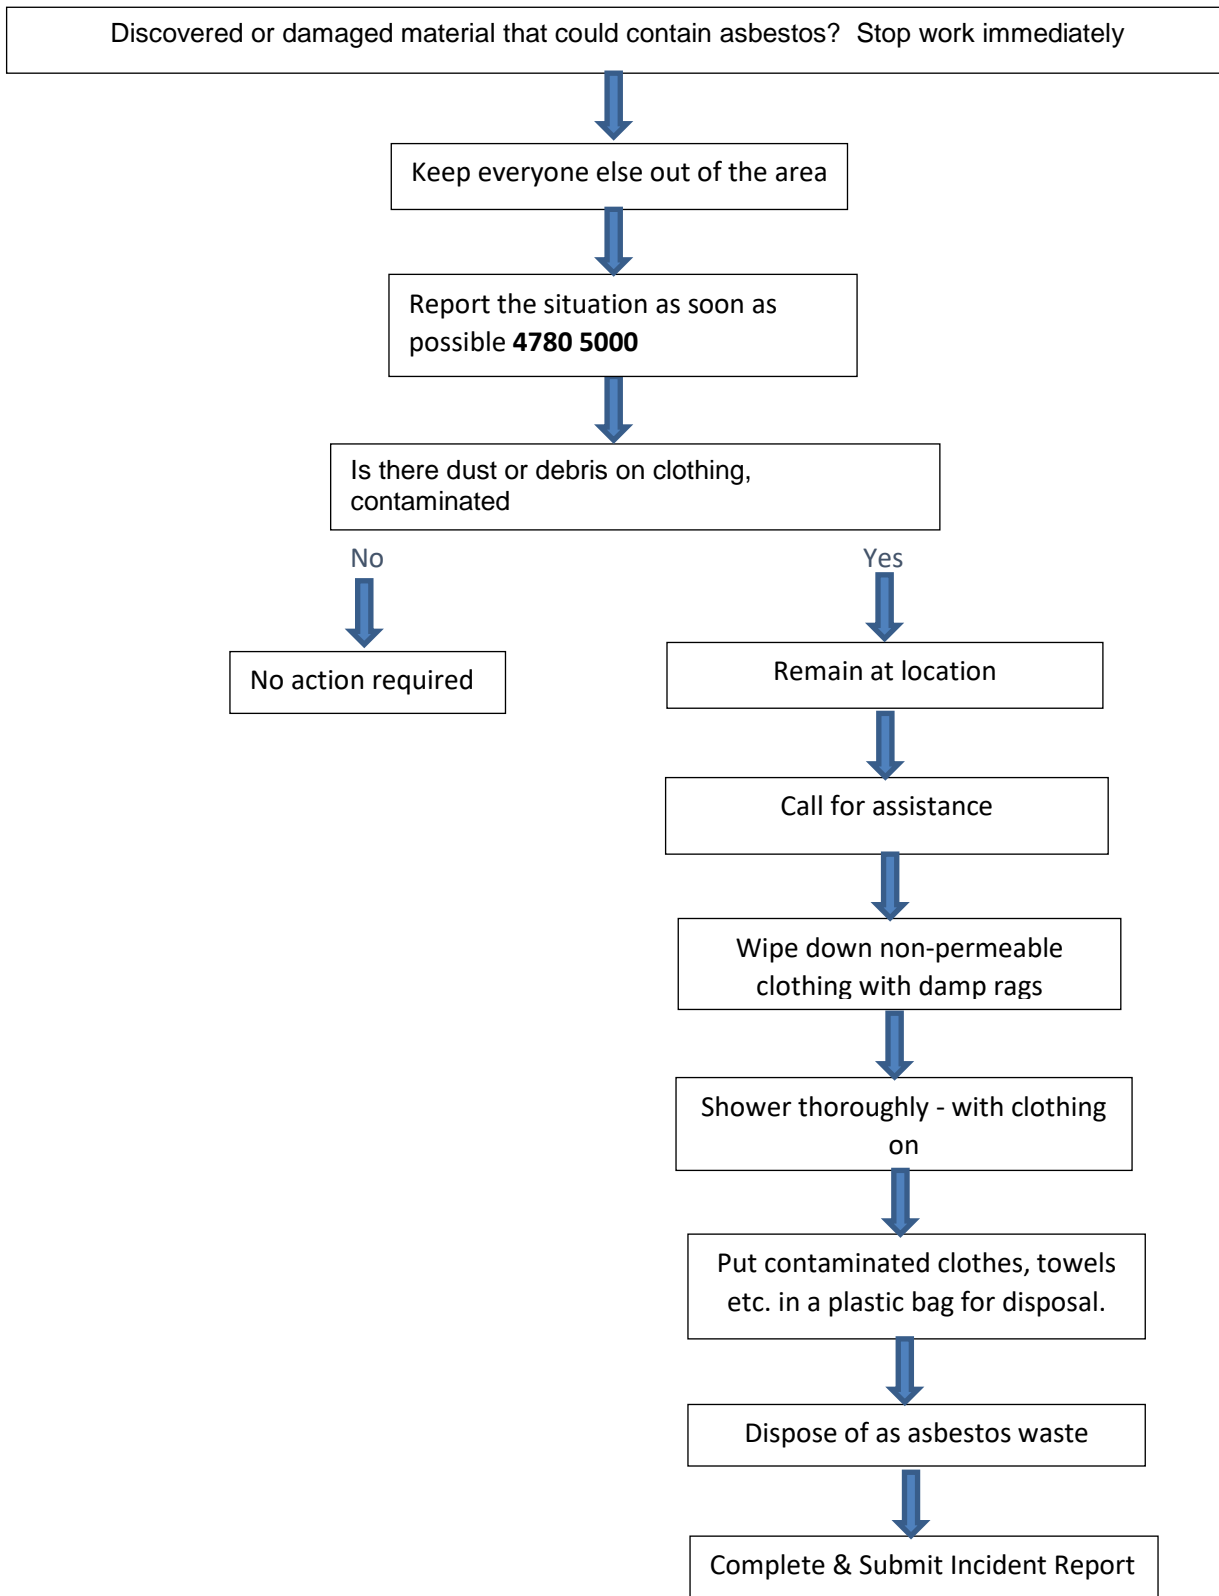 Discovered or damaged material that could contain asbestos?  Stop work immediately
Keep everyone else out of the area
Report the situation as soon as
possible 4780 5000
Is there dust or debris on clothing,
contaminated
No
Yes
No action required
Remain at location
Call for assistance
Wipe down non-permeable
clothing with damp rags
Shower thoroughly - with clothing
on
Put contaminated clothes, towels
etc. in a plastic bag for disposal.
Dispose of as asbestos waste
Complete & Submit Incident Report